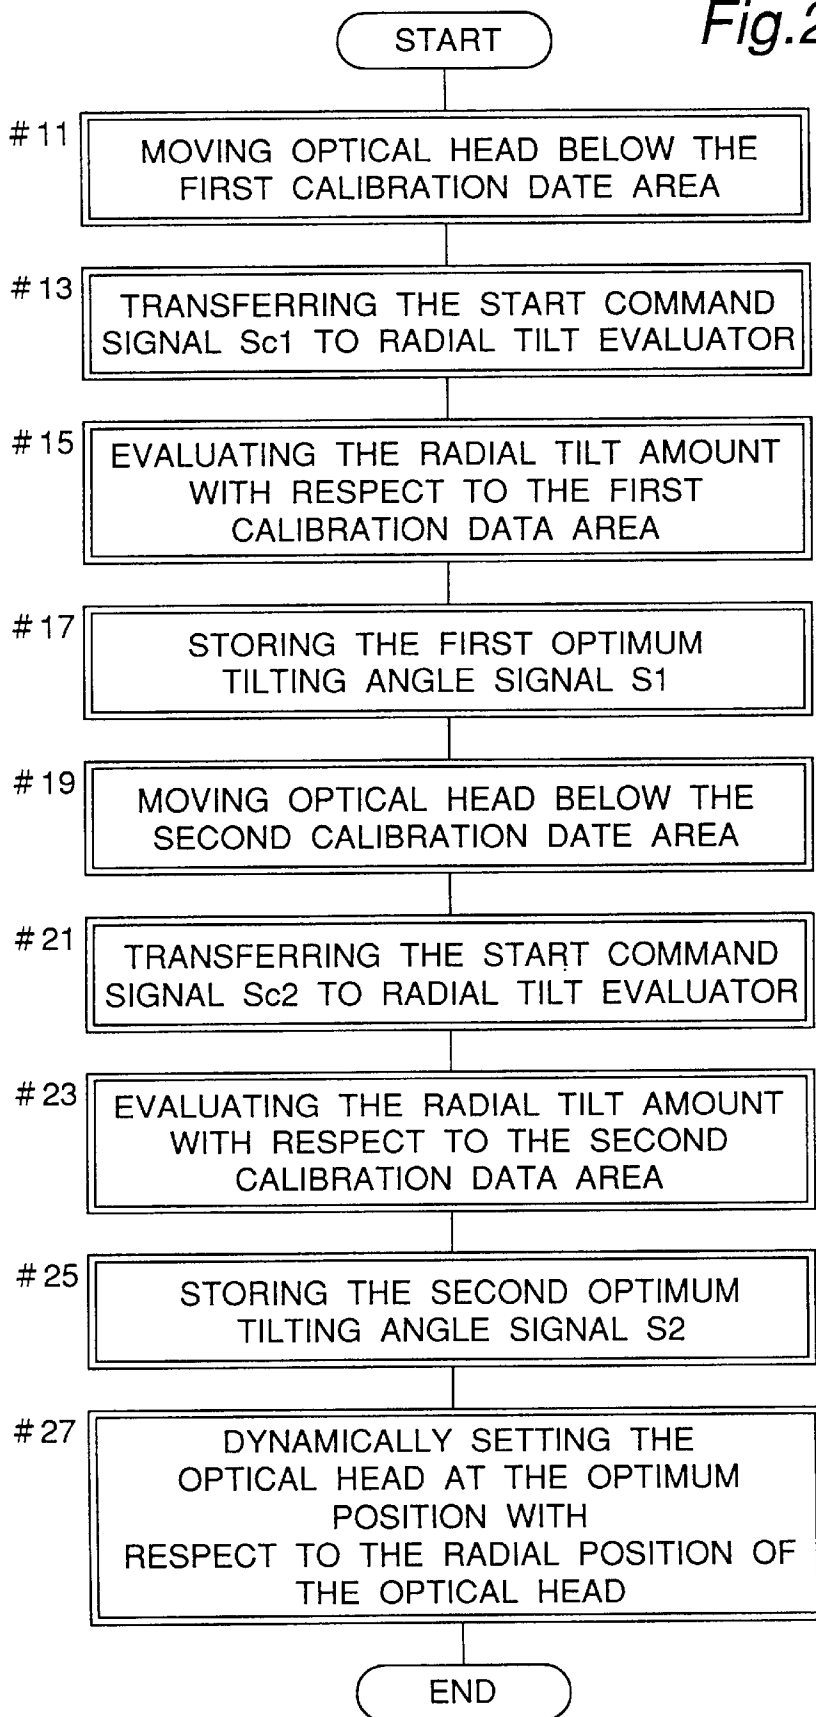 START
Fig.2
#11
MOVING OPTICAL HEAD BELOW THE
FIRST CALIBRATION DATE AREA
#13
TRANSFERRING THE START COMMAND
SIGNAL Sc1 TO RADIAL TILT EVALUATOR
#15
EVALUATING THE RADIAL TILT AMOUNT
WITH RESPECT TO THE FIRST
CALIBRATION DATA AREA
#17
STORING THE FIRST OPTIMUM
TILTING ANGLE SIGNAL S1
#19
MOVING OPTICAL HEAD BELOW THE
SECOND CALIBRATION DATE AREA
#21
TRANSFERRING THE START COMMAND
SIGNAL Sc2 TO RADIAL TILT EVALUATOR
#23
EVALUATING THE RADIAL TILT AMOUNT
WITH RESPECT TO THE SECOND
CALIBRATION DATA AREA
#25
STORING THE SECOND OPTIMUM
TILTING ANGLE SIGNAL S2
#27
DYNAMICALLY SETTING THE
OPTICAL HEAD AT THE OPTIMUM
POSITION WITH
RESPECT TO THE RADIAL POSITION OF
THE OPTICAL HEAD
END